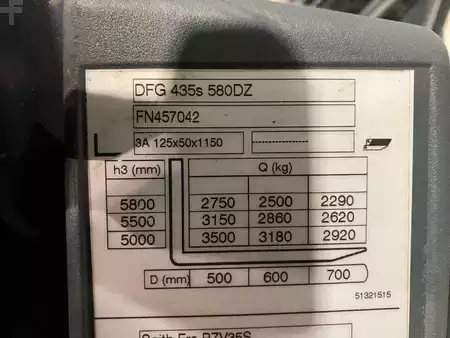 DFG 435s 580DZ
FN457042
3A 125x50x1150
h3 (mm) Q (kg)
5800 2750 2500 2290
5500 3150 2860 2620
5000 3500 3180 2920
D (mm) 500 600 700
51321515